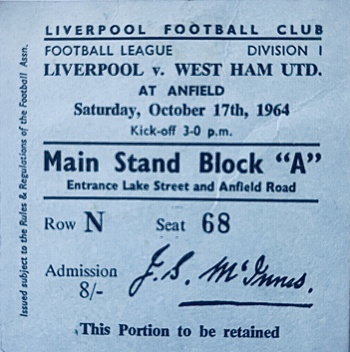 LIVERPOOL FOOTBALL CLUB
FOOTBALL LEAGUE DIVISION I
LIVERPOOL v. WEST HAM UTD.
AT ANFIELD
Saturday, October 17th, 1964
Kick-off 3-0 p.m.
Main Stand Block “A”
Entrance Lake Street and Anfield Road
Row N Seat 68
Admission
8/-
J. S. McInnes.
This Portion to be retained
Issued subject to the Rules & Regulations of the Football Assn.